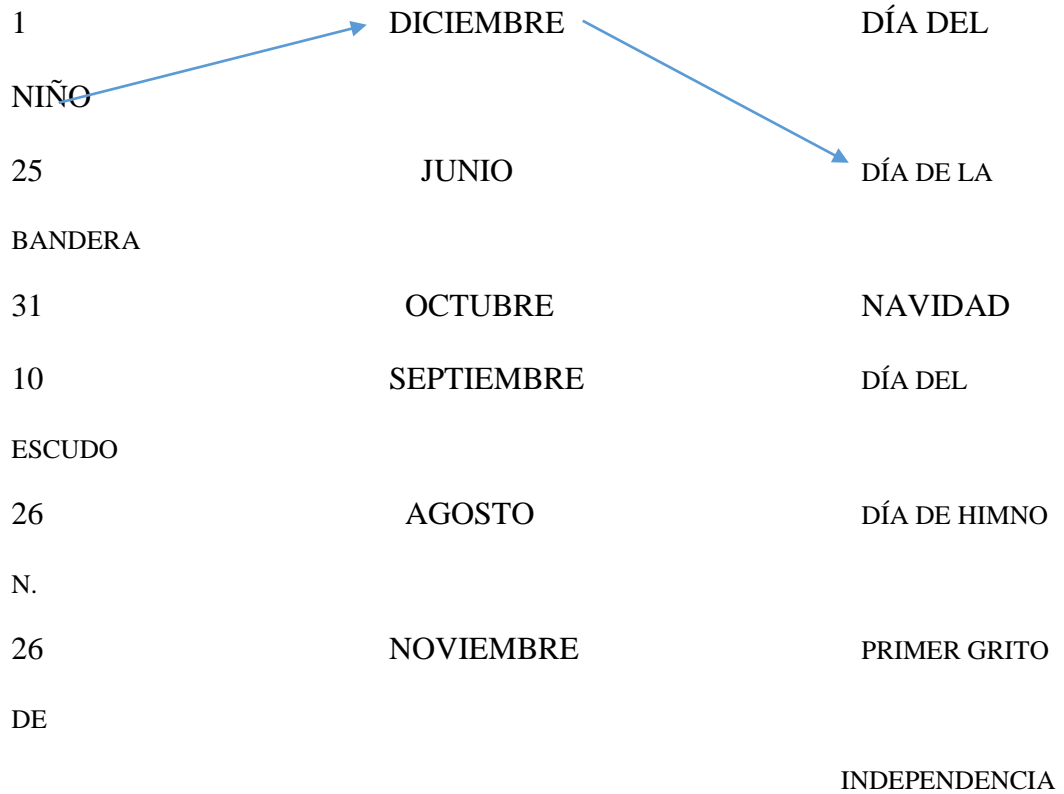 1 DICIEMBRE DÍA DEL
NIÑO
25 JUNIO DÍA DE LA
BANDERA
31 OCTUBRE NAVIDAD
10 SEPTIEMBRE DÍA DEL
ESCUDO
26 AGOSTO DÍA DE HIMNO
N.
26 NOVIEMBRE PRIMER GRITO
DE
INDEPENDENCIA